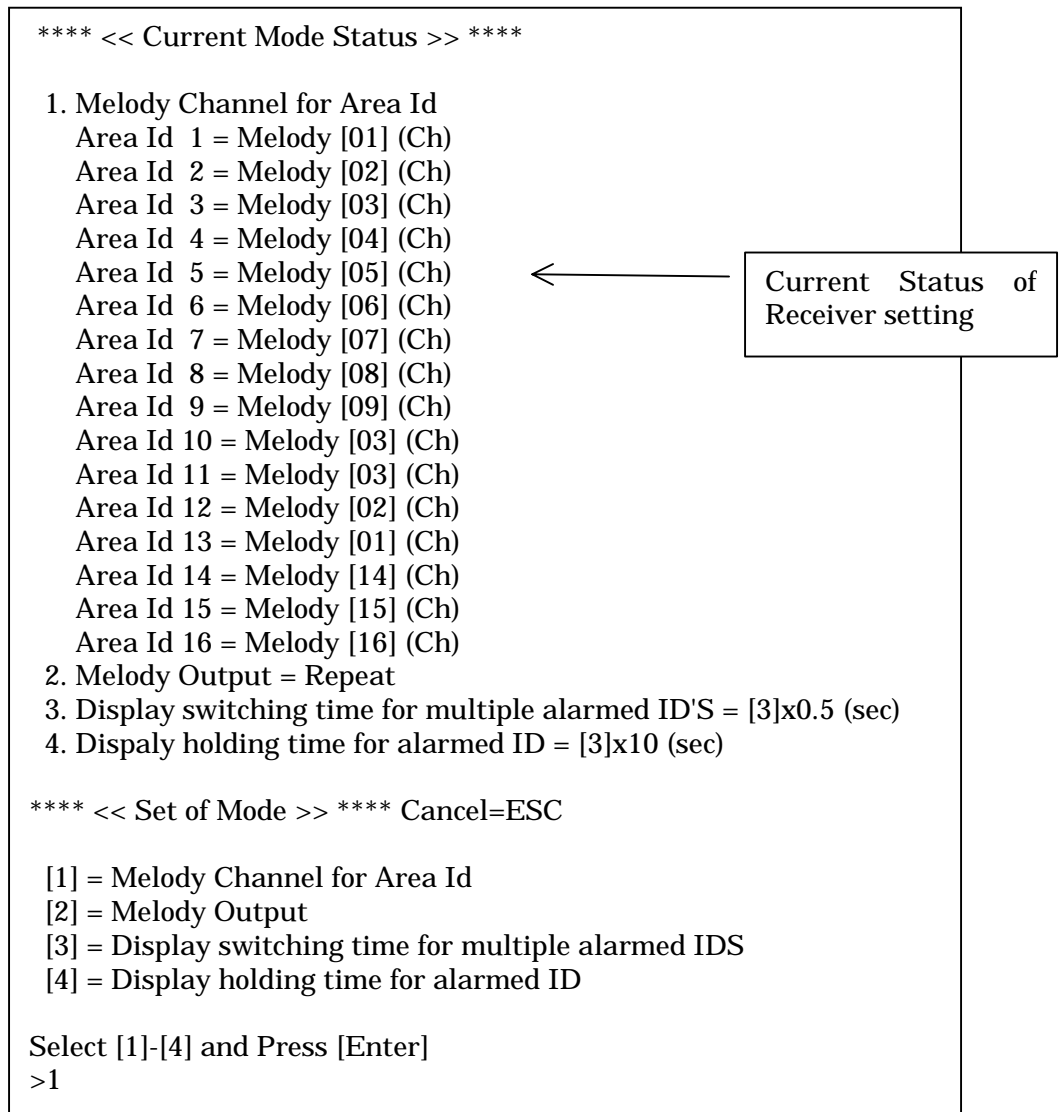 **** << Current Mode Status >> ****
1. Melody Channel for Area Id
Area Id 1 = Melody [01] (Ch)
Area Id 2 = Melody [02] (Ch)
Area Id 3 = Melody [03] (Ch)
Area Id 4 = Melody [04] (Ch)
Area Id 5 = Melody [05] (Ch)
Area Id 6 = Melody [06] (Ch)
Area Id 7 = Melody [07] (Ch)
Area Id 8 = Melody [08] (Ch)
Area Id 9 = Melody [09] (Ch)
Area Id 10 = Melody [03] (Ch)
Area Id 11 = Melody [03] (Ch)
Area Id 12 = Melody [02] (Ch)
Area Id 13 = Melody [01] (Ch)
Area Id 14 = Melody [14] (Ch)
Area Id 15 = Melody [15] (Ch)
Area Id 16 = Melody [16] (Ch)
2. Melody Output = Repeat
3. Display switching time for multiple alarmed ID'S = [3]x0.5 (sec)
4. Dispaly holding time for alarmed ID = [3]x10 (sec)
**** << Set of Mode >> **** Cancel=ESC
[1] = Melody Channel for Area Id
[2] = Melody Output
[3] = Display switching time for multiple alarmed IDS
[4] = Display holding time for alarmed ID
Select [1]-[4] and Press [Enter]
>1
Current Status of
Receiver setting